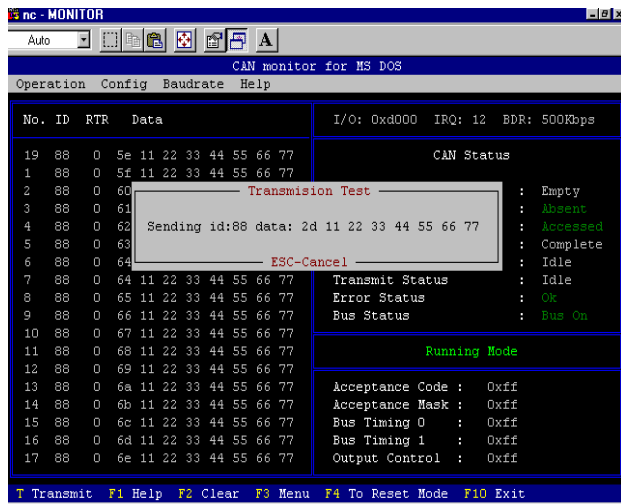 nc - MONITOR
Auto
A
CAN monitor for MS DOS
Operation Config Baudrate Help
No. ID RTR Data I/O: 0xd000 IRQ: 12 BDR: 500Kbps
19 88 0 5e 11 22 33 44 55 66 77 CAN Status
1 88 0 5f 11 22 33 44 55 66 77
2 88 0 60 Transmision Test : Empty
3 88 0 61 : Absent
4 88 0 62 Sending id:88 data: 2d 11 22 33 44 55 66 77 : Accessed
5 88 0 63 : Complete
6 88 0 64 ESC-Cancel : Idle
7 88 0 64 11 22 33 44 55 66 77 Transmit Status : Idle
8 88 0 65 11 22 33 44 55 66 77 Error Status : Ok
9 88 0 66 11 22 33 44 55 66 77 Bus Status : Bus On
10 88 0 67 11 22 33 44 55 66 77
11 88 0 68 11 22 33 44 55 66 77 Running Mode
12 88 0 69 11 22 33 44 55 66 77
13 88 0 6a 11 22 33 44 55 66 77 Acceptance Code : 0xff
14 88 0 6b 11 22 33 44 55 66 77 Acceptance Mask : 0xff
15 88 0 6c 11 22 33 44 55 66 77 Bus Timing 0 : 0xff
16 88 0 6d 11 22 33 44 55 66 77 Bus Timing 1 : 0xff
17 88 0 6e 11 22 33 44 55 66 77 Output Control : 0xff
T Transmit F1 Help F2 Clear F3 Menu F4 To Reset Mode F10 Exit